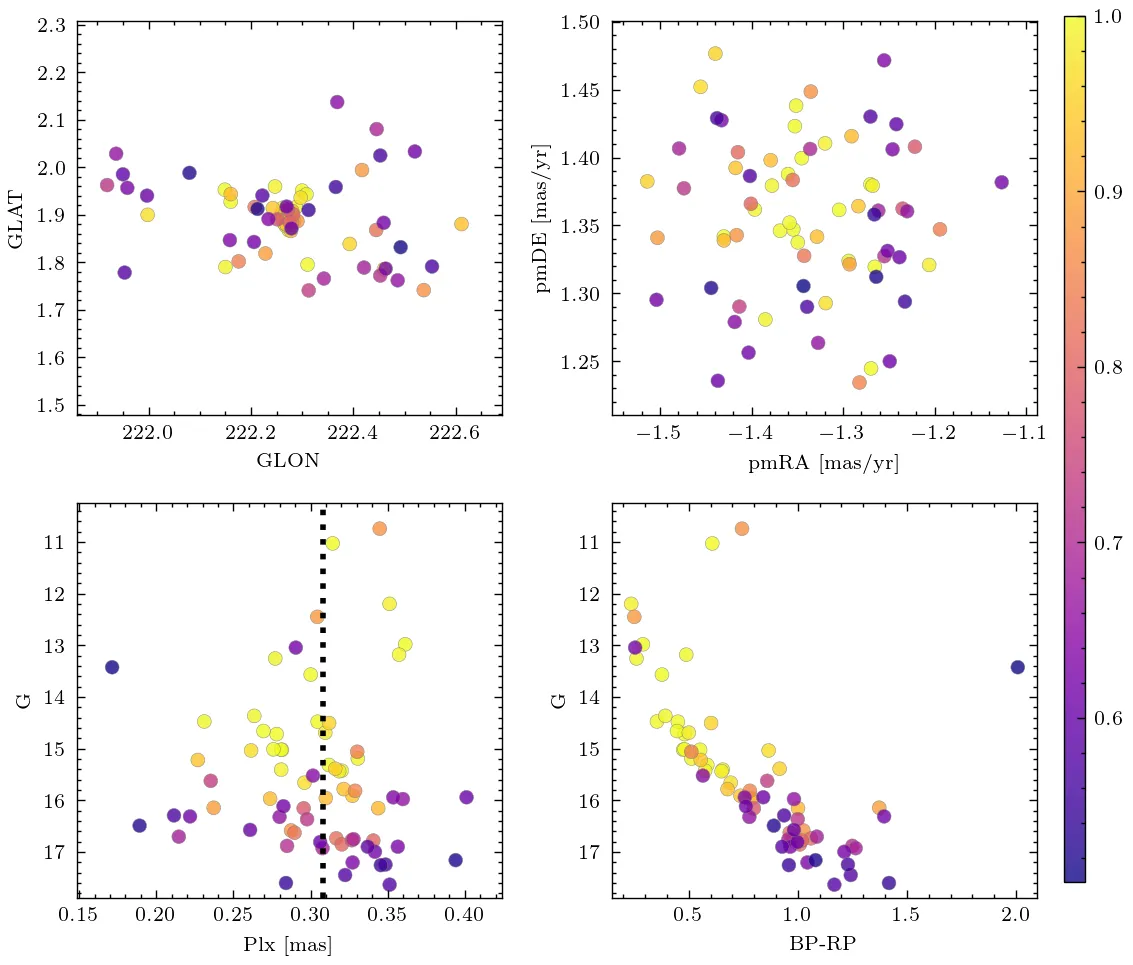 2.3
2.2
2.1
2.0
1.9
1.8
1.7
1.6
1.5
GLAT
222.0 222.2 222.4 222.6
GLON
1.50
1.45
1.40
1.35
1.30
1.25
pmDE [mas/yr]
−1.5 −1.4 −1.3 −1.2 −1.1
pmRA [mas/yr]
11
12
13
14
15
16
17
G
0.15 0.20 0.25 0.30 0.35 0.40
Plx [mas]
11
12
13
14
15
16
17
G
0.5 1.0 1.5 2.0
BP-RP
1.0
0.9
0.8
0.7
0.6